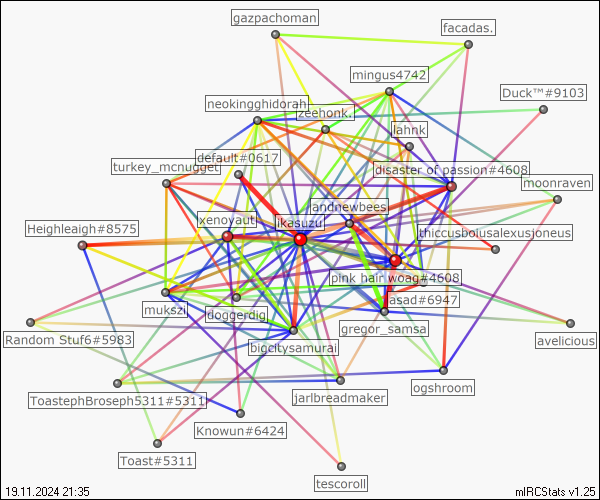 gazpachoman
facadas.
mingus4742
Duck™#9103
neokingghidorah
zeehonk.
lahnk
default#0617
disaster of passion#4608
turkey_mcnugget
moonraven
jandnewbees
xenoyaut
ikasuzu
Heighleaigh#8575
thiccusboiusalexusjoneus
pink hair woag#4608
asad#6947
mukszi
doggerdig
gregor_samsa
Random Stuf6#5983
bigcitysamurai
avelicious
ogshroom
ToastephBroseph5311#5311
jarlbreadmaker
Knowun#6424
Toast#5311
tescoroll
19.11.2024 21:35
mIRCStats v1.25